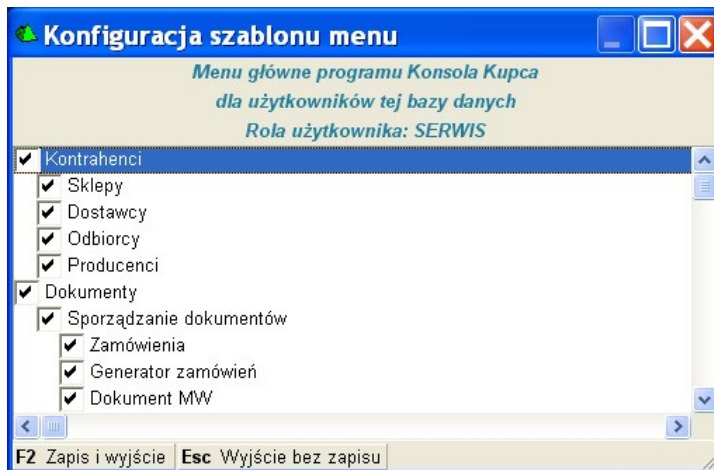 Konfiguracja szablonu menu
Menu główne programu Konsola Kupca
dla użytkowników tej bazy danych
Rola użytkownika: SERWIS
Kontrahenci
Sklepy
Dostawcy
Odbiorcy
Producenci
Dokumenty
Sporządzanie dokumentów
Zamówienia
Generator zamówień
Dokument MW
F2 Zapis i wyjście Esc Wyjście bez zapisu